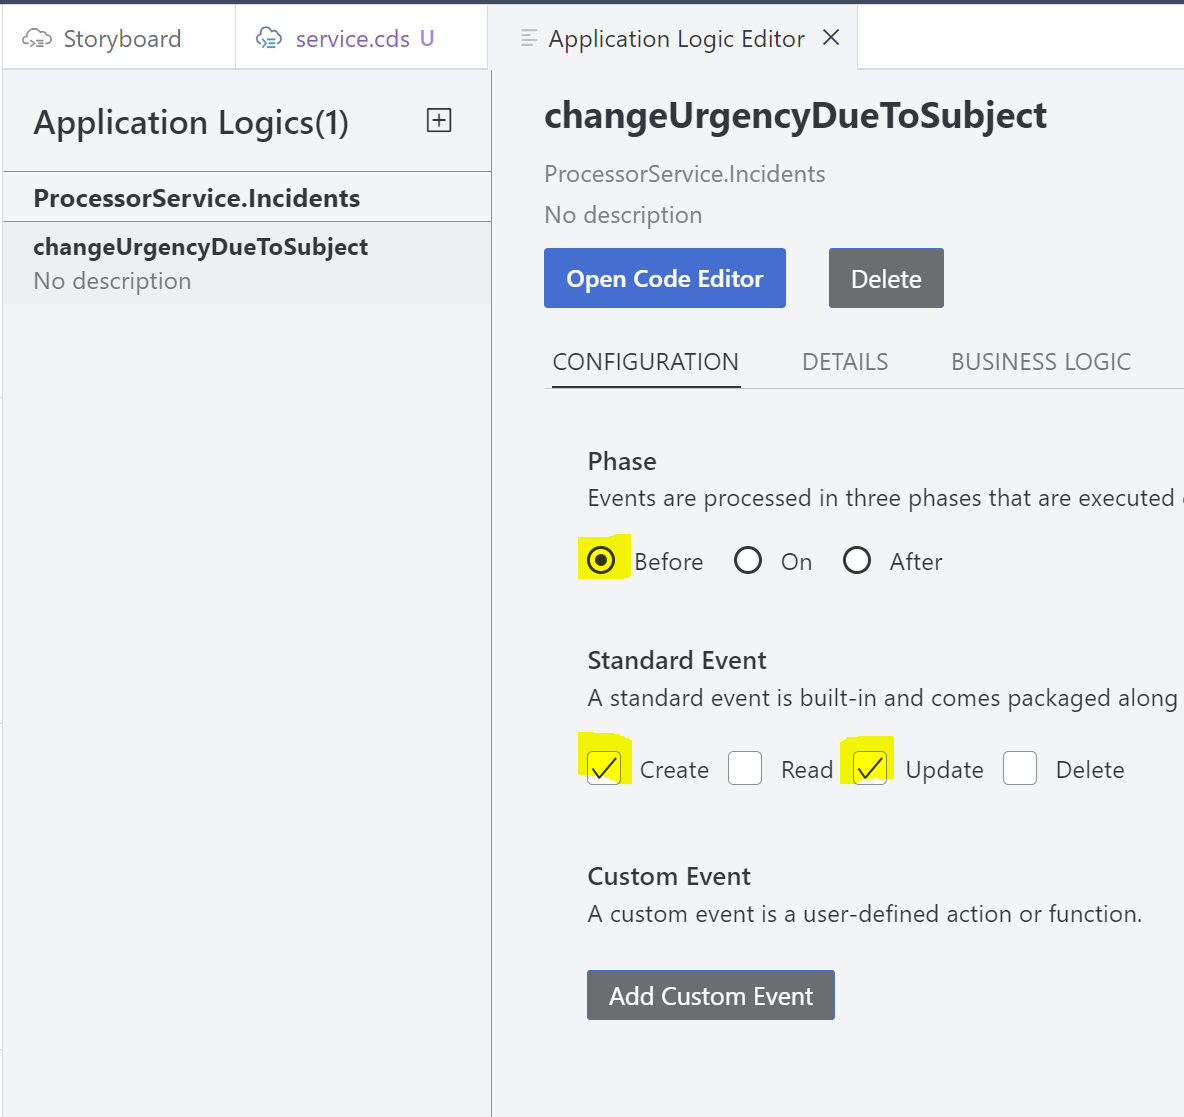 Storyboard
service.cds U
Application Logic Editor
Application Logics(1)
ProcessorService.Incidents
changeUrgencyDueToSubject
No description
changeUrgencyDueToSubject
ProcessorService.Incidents
No description
Open Code Editor
Delete
CONFIGURATION DETAILS BUSINESS LOGIC
Phase
Events are processed in three phases that are executed
Before On After
Standard Event
A standard event is built-in and comes packaged along
Create Read Update Delete
Custom Event
A custom event is a user-defined action or function.
Add Custom Event